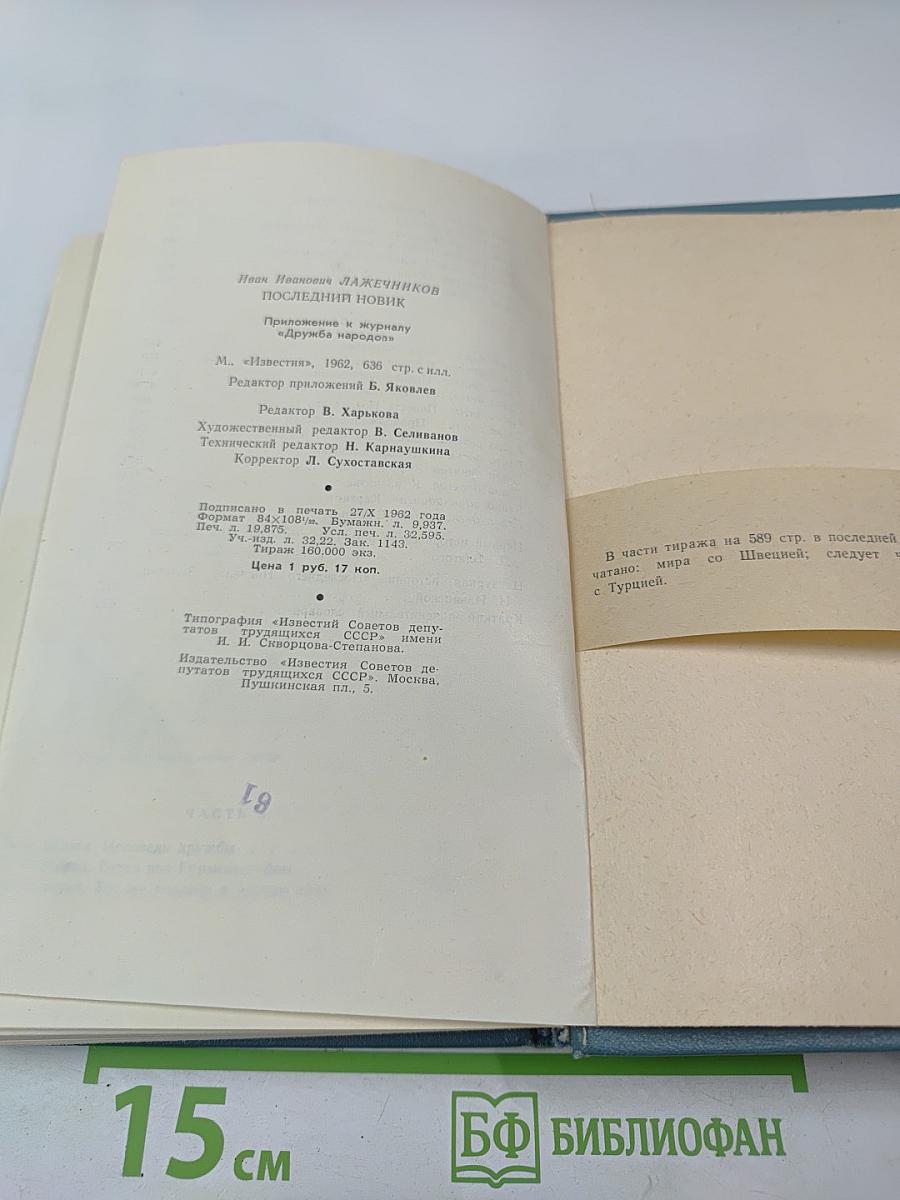 Иван Иванович ЛАЖЕЧНИКОВ
ПОСЛЕДНИЙ НОВИК
Приложение к журналу
«Дружба народов»
М., «Известия», 1962, 636 стр. с илл.
Редактор приложений Б. Яковлев
Редактор В. Харькова
Художественный редактор В. Селиванов
Технический редактор Н. Карнаушкина
Корректор Л. Сухоставская
Подписано в печать 27/X 1962 года
Формат 84×108¹/₃₂. Бумажн. л. 9,937.
Печ. л. 19,875. Усл. печ. л. 32,595.
Уч.-изд. л. 32,22. Зак. 1143.
Тираж 160.000 экз.
Цена 1 руб. 17 коп.
Типография «Известий Советов депу-
татов трудящихся СССР» имени
И. И. Скворцова-Степанова.
Издательство «Известия Советов де-
путатов трудящихся СССР». Москва,
Пушкинская пл., 5.
61
ЧАСТЬ
В части тиража на 589 стр. в последней
чатано: мира со Швецией; следует
с Турцией.
15 см
БФ БИБЛИОФАН